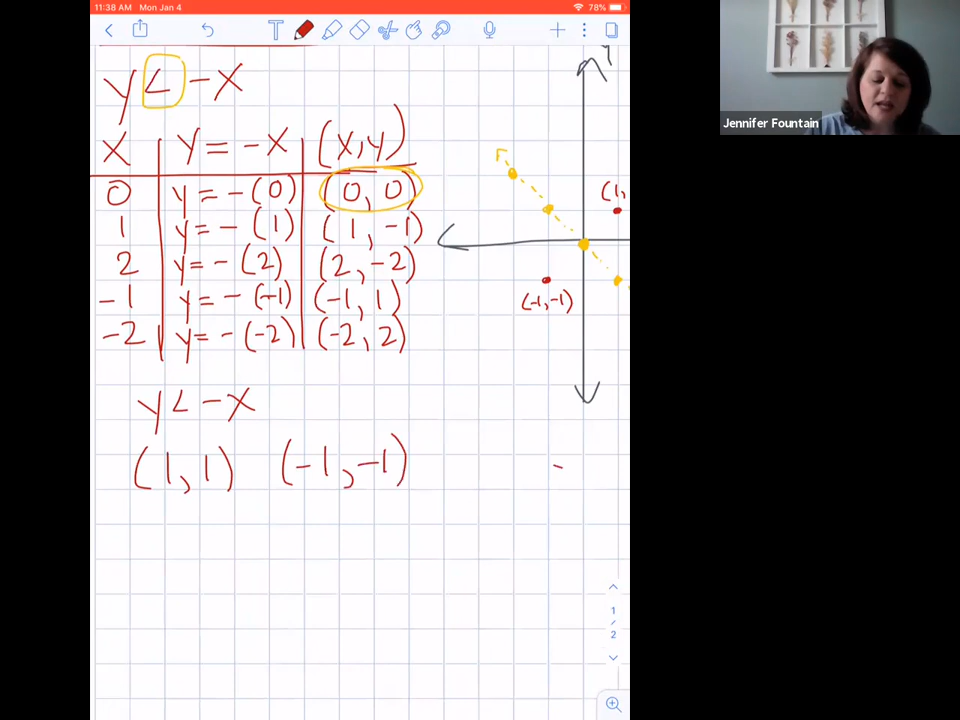 11:38 AM Mon Jan 4
78%
T
y < -x
x y = -x (x,y)
0 y = -(0) (0, 0)
1 y = -(1) (1, -1)
2 y = -(2) (2, -2)
-1 y = -(-1) (-1, 1)
-2 y = -(-2) (-2, 2)
y < -x
(1, 1) (-1, -1)
y
(1,
(-1, -1)
-
1
/
2
Jennifer Fountain